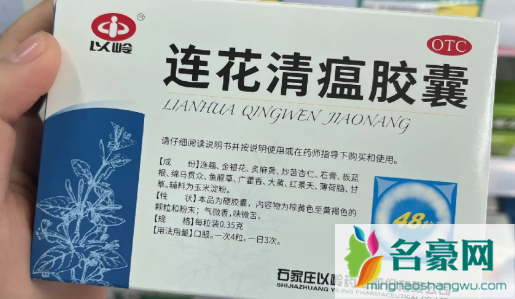 以岭
OTC
连花清瘟胶囊
LIANHUA QINGWEN JIAONANG
请仔细阅读说明书并按说明使用或在药师指导下购买和使用。
【成 份】连翘、金银花、炙麻黄、炒苦杏仁、石膏、板蓝
根、绵马贯众、鱼腥草、广藿香、大黄、红景天、薄荷脑、甘
草。辅料为玉米淀粉。
【性 状】本品为硬胶囊，内容物为棕黄色至黄褐色的
颗粒和粉末；气微香，味微苦。
【规 格】每粒装0.35克
【用法用量】口服。一次4粒，一日3次。
48
石家庄以岭药
SHIJIAZHUANG YILING PHARMACEUTICAL
名豪网
mingrihaoshangwu.com